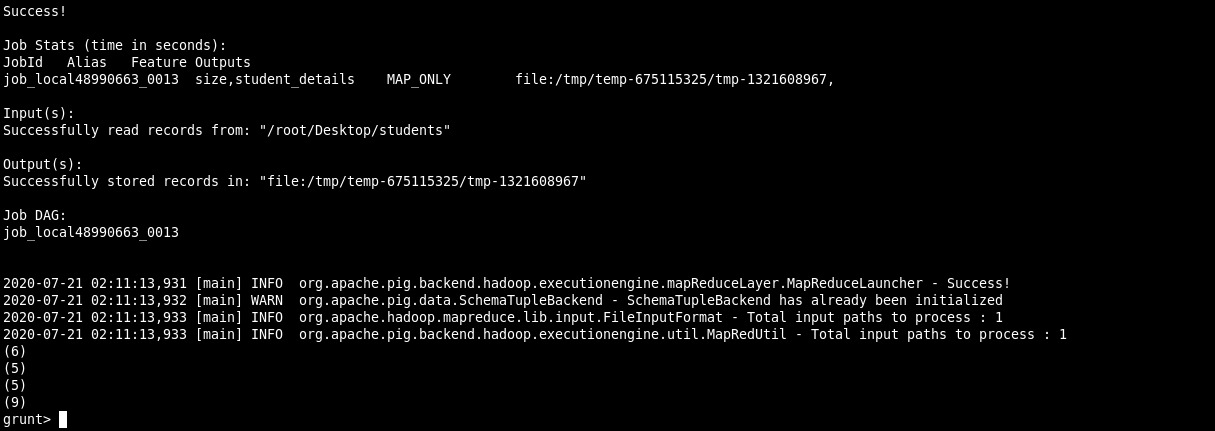 Success!
Job Stats (time in seconds):
JobId   Alias   Feature Outputs
job_local48990663_0013  size,student_details    MAP_ONLY        file:/tmp/temp-675115325/tmp-1321608967,
Input(s):
Successfully read records from: "/root/Desktop/students"
Output(s):
Successfully stored records in: "file:/tmp/temp-675115325/tmp-1321608967"
Job DAG:
job_local48990663_0013
2020-07-21 02:11:13,931 [main] INFO  org.apache.pig.backend.hadoop.executionengine.mapReduceLayer.MapReduceLauncher - Success!
2020-07-21 02:11:13,932 [main] WARN  org.apache.pig.data.SchemaTupleBackend - SchemaTupleBackend has already been initialized
2020-07-21 02:11:13,933 [main] INFO  org.apache.hadoop.mapreduce.lib.input.FileInputFormat - Total input paths to process : 1
2020-07-21 02:11:13,933 [main] INFO  org.apache.pig.backend.hadoop.executionengine.util.MapRedUtil - Total input paths to process : 1
(6)
(5)
(5)
(9)
grunt>